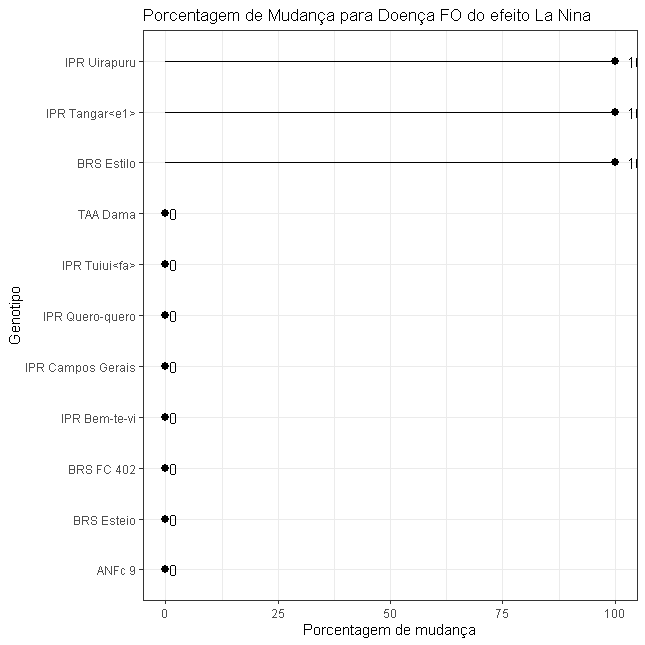 Porcentagem de Mudança para Doença FO do efeito La Nina
IPR Uirapuru
IPR Tangar<e1>
BRS Estilo
TAA Dama 0
IPR Tuiui<fa> 0
IPR Quero-quero 0
IPR Campos Gerais 0
IPR Bem-te-vi 0
BRS FC 402 0
BRS Esteio 0
ANFc 9 0
Genotipo
0 25 50 75 100
Porcentagem de mudança